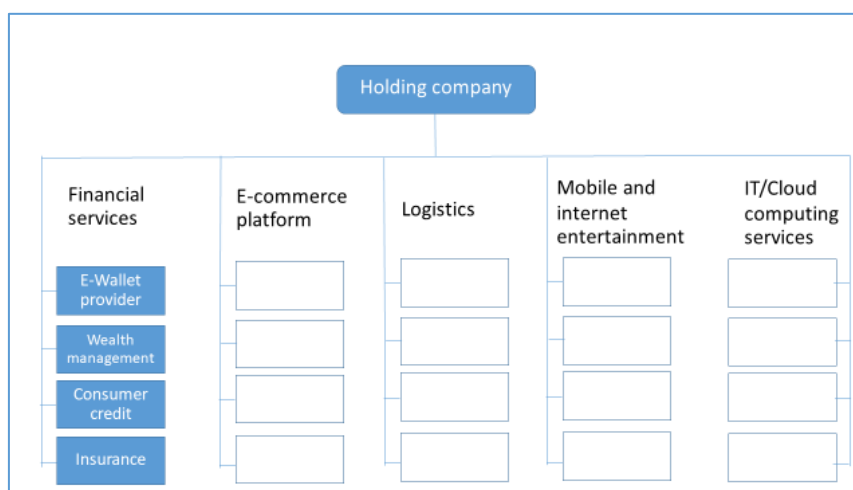 Holding company
Financial
services
E-commerce
platform
Logistics
Mobile and
internet
entertainment
IT/Cloud
computing
services
E-Wallet
provider
Wealth
management
Consumer
credit
Insurance